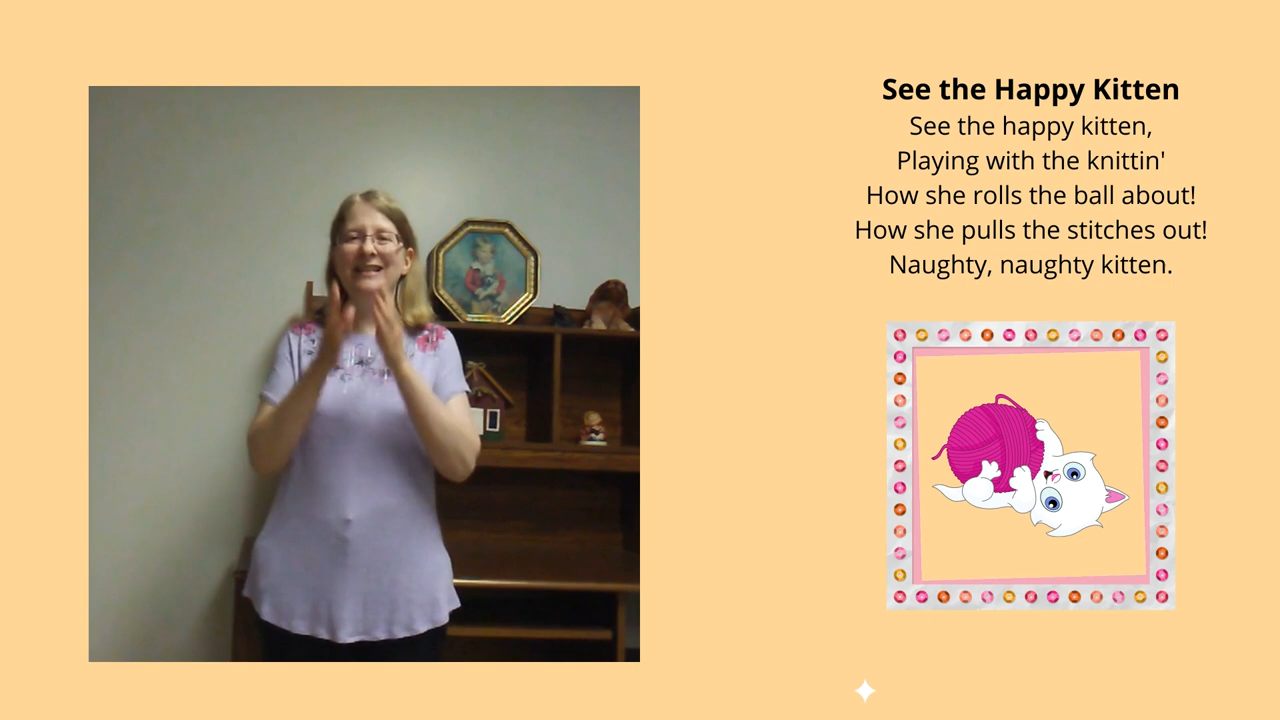 See the Happy Kitten
See the happy kitten,
Playing with the knittin'
How she rolls the ball about!
How she pulls the stitches out!
Naughty, naughty kitten.